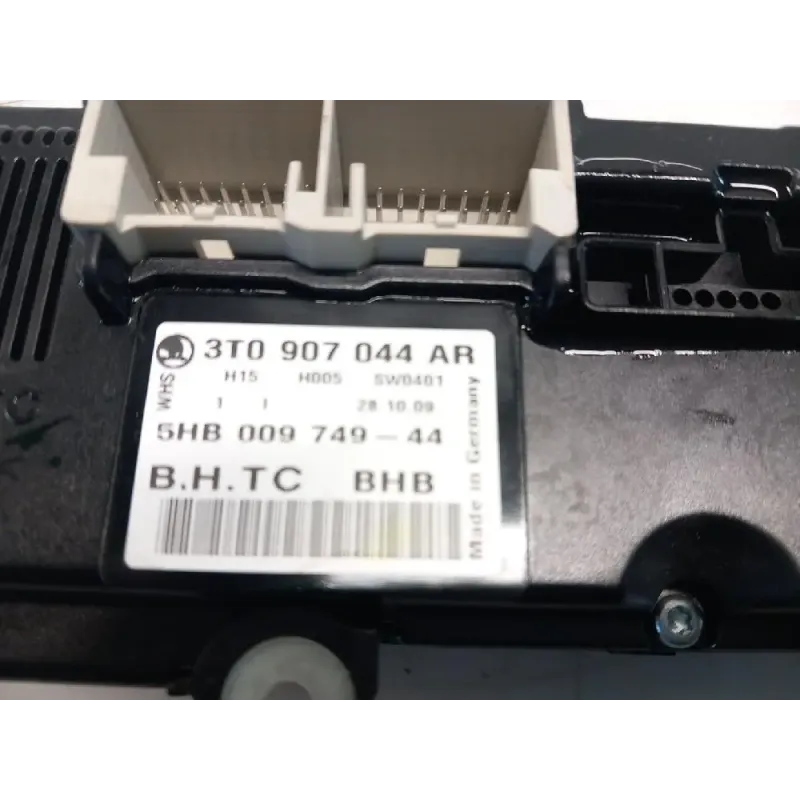 3T0 907 044 AR
WHS
H15 H005 SW0401
1 I 28.10.09
5HB 009 749-44
B.H.TC BHB
Made in Germany
C